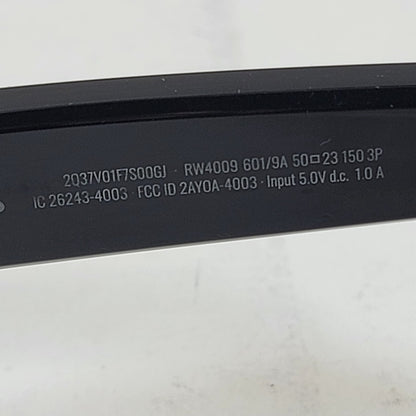 2Q37V01F7S00GJ · RW4009 601/9A 50□23 150 3P
IC 26243-4003 · FCC ID 2AYOA-4003 · Input 5.0V d.c. 1.0 A